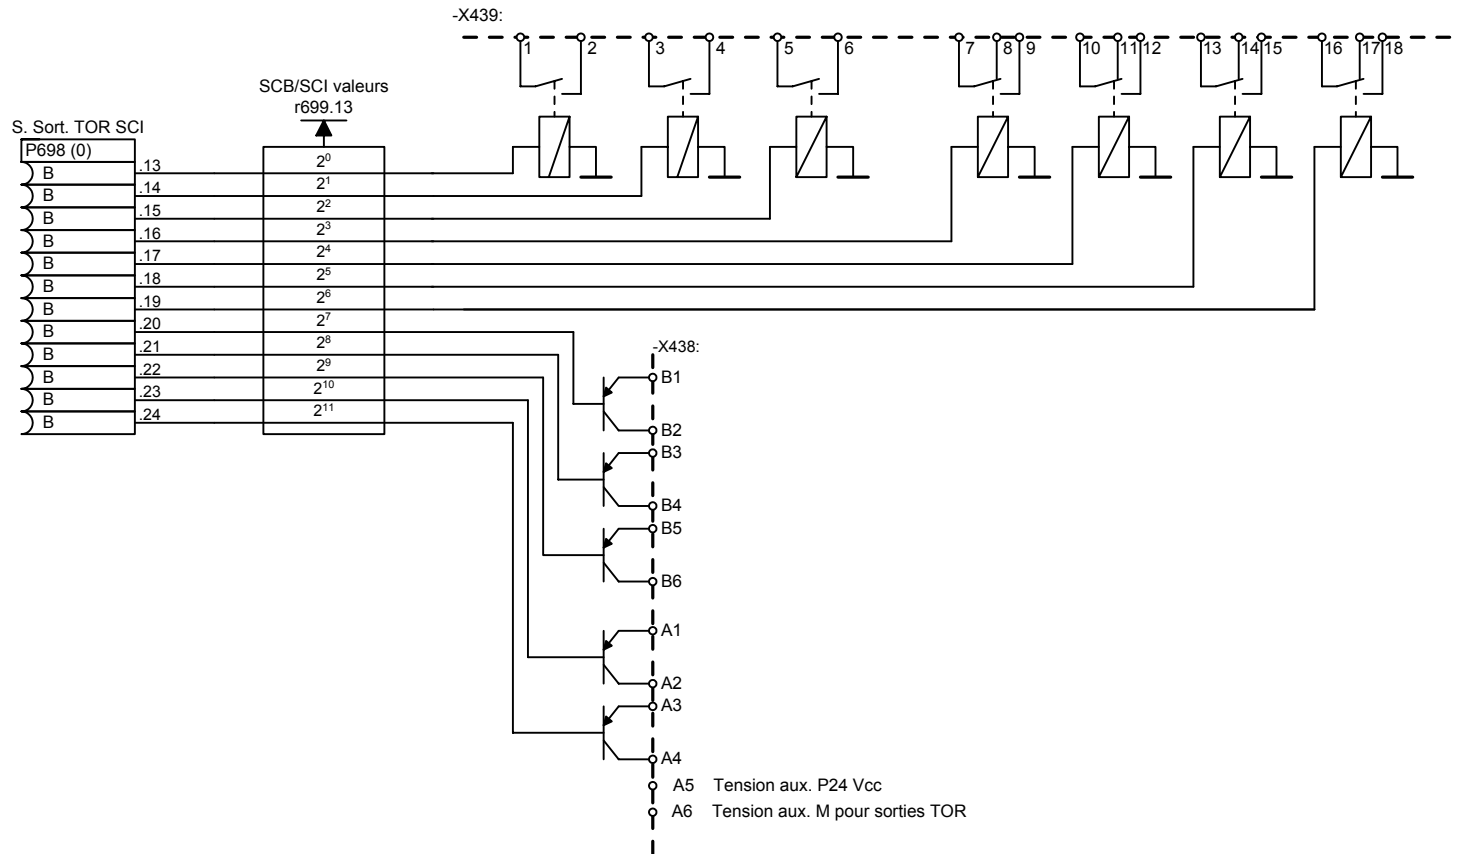 -X439:
1 2 3 4 5 6 7 8 9 10 11 12 13 14 15 16 17 18
SCB/SCI valeurs
r699.13
S. Sort. TOR SCI
P698 (0)
B .13 2⁰
B .14 2¹
B .15 2²
B .16 2³
B .17 2⁴
B .18 2⁵
B .19 2⁶
B .20 2⁷
B .21 2⁸
B .22 2⁹
B .23 2¹⁰
B .24 2¹¹
-X438:
B1
B2
B3
B4
B5
B6
A1
A2
A3
A4
A5 Tension aux. P24 Vcc
A6 Tension aux. M pour sorties TOR